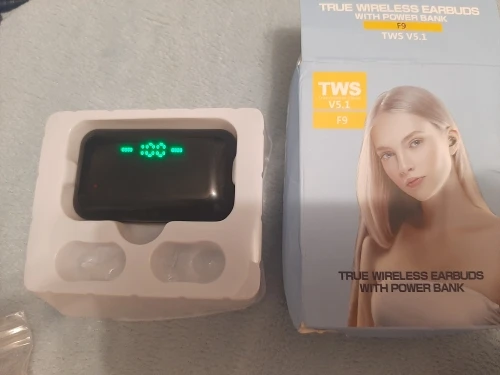 TRUE WIRELESS EARBUDS
WITH POWER BANK
F9
TWS V5.1
TWS
V5.1
F9
100
TRUE WIRELESS EARBUDS
WITH POWER BANK